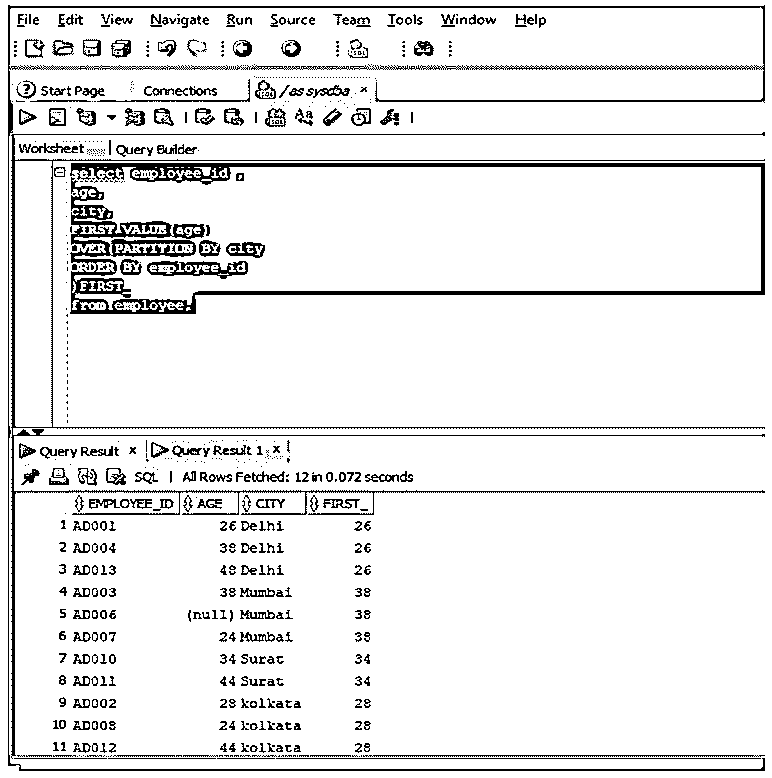 File Edit View Navigate Run Source Team Tools Window Help
Start Page Connections /as sysdba ×
Worksheet Query Builder
select employee_id ,
age,
city,
FIRST_VALUE(age)
OVER(PARTITION BY city
ORDER BY employee_id
)FIRST_
from employee;
Query Result × Query Result 1 ×
SQL | All Rows Fetched: 12 in 0.072 seconds
EMPLOYEE_ID AGE CITY FIRST_
1 AD001 26 Delhi 26
2 AD004 38 Delhi 26
3 AD013 48 Delhi 26
4 AD003 38 Mumbai 38
5 AD006 (null) Mumbai 38
6 AD007 24 Mumbai 38
7 AD010 34 Surat 34
8 AD011 44 Surat 34
9 AD002 28 kolkata 28
10 AD008 24 kolkata 28
11 AD012 44 kolkata 28